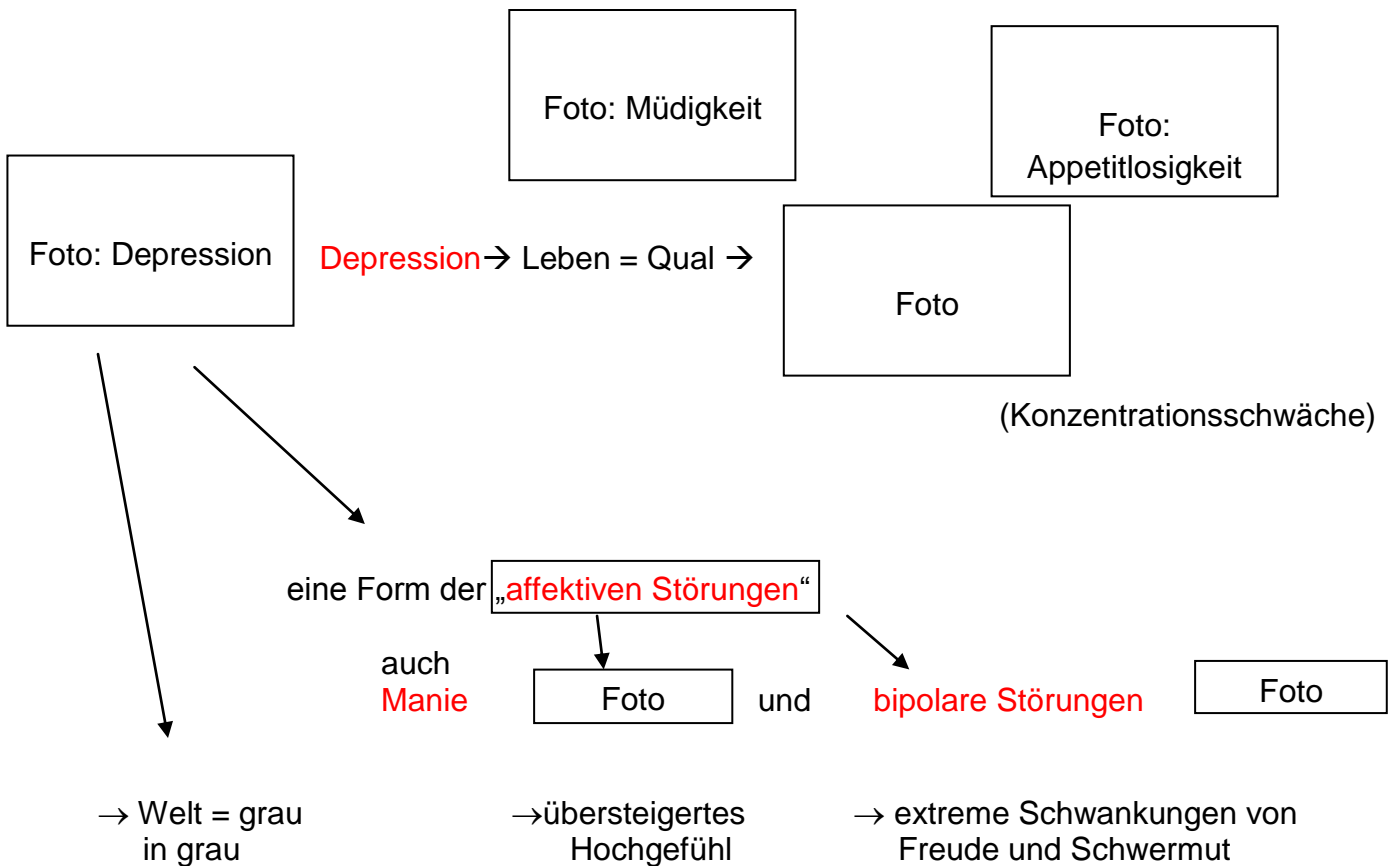 Foto: Müdigkeit
Foto:
Appetitlosigkeit
Foto: Depression
Depression→ Leben = Qual →
Foto
(Konzentrationsschwäche)
eine Form der „affektiven Störungen“
auch
Manie
Foto
und
bipolare Störungen
Foto
→ Welt = grau
in grau
→übersteigertes
Hochgefühl
→ extreme Schwankungen von
Freude und Schwermut